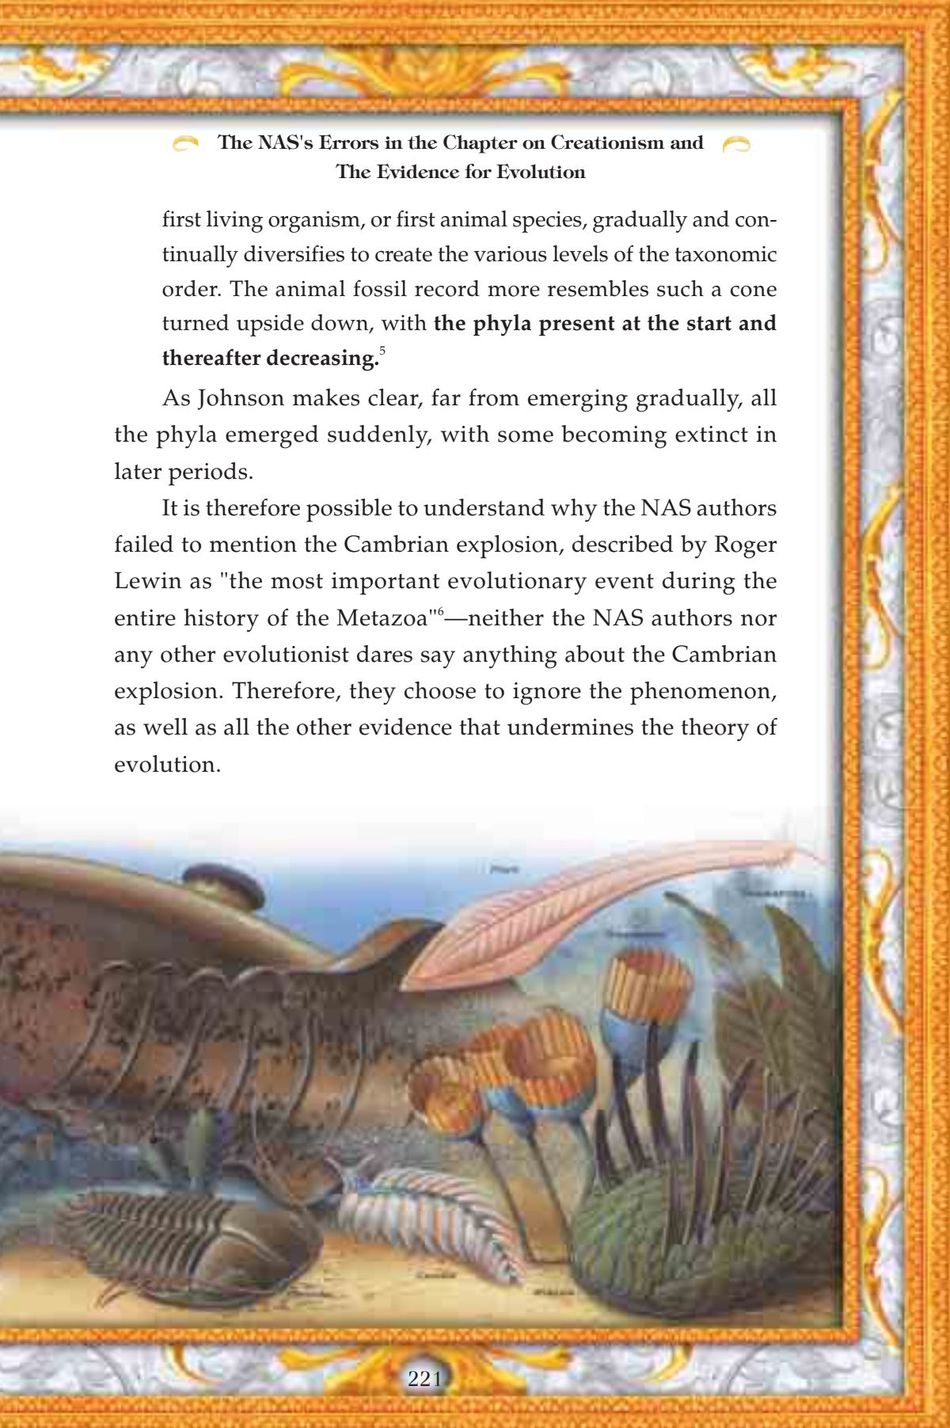 The NAS's Errors in the Chapter on Creationism and
The Evidence for Evolution
first living organism, or first animal species, gradually and con-
tinually diversifies to create the various levels of the taxonomic
order. The animal fossil record more resembles such a cone
turned upside down, with the phyla present at the start and
thereafter decreasing.5
As Johnson makes clear, far from emerging gradually, all
the phyla emerged suddenly, with some becoming extinct in
later periods.
It is therefore possible to understand why the NAS authors
failed to mention the Cambrian explosion, described by Roger
Lewin as "the most important evolutionary event during the
entire history of the Metazoa"6—neither the NAS authors nor
any other evolutionist dares say anything about the Cambrian
explosion. Therefore, they choose to ignore the phenomenon,
as well as all the other evidence that undermines the theory of
evolution.
221